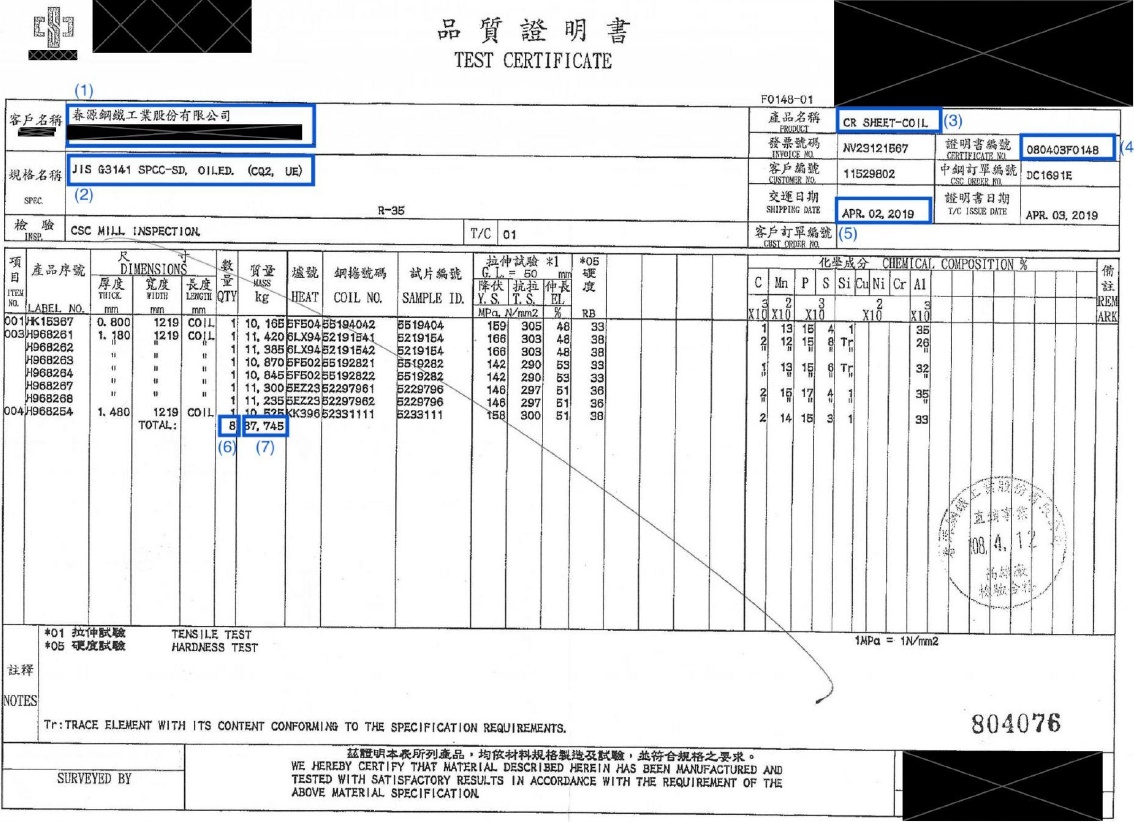 品質證明書
TEST CERTIFICATE
F0148-01
(1)
客戶名稱 春源鋼鐵工業股份有限公司
產品名稱 PRODUCT CR SHEET-COIL (3)
發票號碼 INVOICE NO. NV23121567 證明書編號 CERTIFICATE NO. 080403F0148 (4)
規格名稱 SPEC. JIS G3141 SPCC-SD, OILED. (CQ2, UE)
(2)
R-35
客戶編號 CUSTOMER NO. 11529802 中鋼訂單編號 CSC ORDER NO. DC1691E
交運日期 SHIPPING DATE APR. 02, 2019 證明書日期 T/C ISSUE DATE APR. 03, 2019
(5)
檢驗 INSP. CSC MILL INSPECTION. T/C 01 客戶訂單編號 CUST ORDER NO.
項目 ITEM NO. 產品序號 LABEL NO. 尺寸 DIMENSIONS 厚度 THICK. mm 寬度 WIDTH mm 長度 LENGTH mm 數量 QTY 質量 MASS kg 爐號 HEAT 鋼捲號碼 COIL NO. 試片編號 SAMPLE ID. 拉伸試驗 *1 G.L. = 50 mm 降伏 Y.S. 抗拉 T.S. 伸長 EL MPa, N/mm2 % *05 硬度 RB 化學成分 CHEMICAL COMPOSITION % C Mn P S Si Cu Ni Cr Al 備註 REMARK
3 2 3 2 3
X10 X10 X10 X10 X10
001 HK15367 0.800 1219 COIL 1 10,165 5F504 55194042 5519404 159 305 48 33 1 13 15 4 1 35
003 H968261 1.180 1219 COIL 1 11,420 6LX94 52191541 5219154 166 303 48 38 2 12 15 8 Tr 26
H968262 " " " 1 11,385 6LX94 52191542 5219154 166 303 48 38 " " " " " "
H968263 " " " 1 10,870 5F502 55192821 5519282 142 290 53 33 1 13 15 6 Tr 32
H968264 " " " 1 10,845 5F502 55192822 5519282 142 290 53 33 " " " " " "
H968267 " " " 1 11,300 5EZ23 52297961 5229796 146 297 51 36 2 15 17 4 1 35
H968268 " " " 1 11,235 5EZ23 52297962 5229796 146 297 51 36 " " " " " "
004 H968254 1.480 1219 COIL 1 10,525 KK396 52331111 5233111 158 300 51 38 2 14 15 3 1 33
TOTAL: 8 87,745
(6) (7)
直銷事業
108.4.12
檢驗合格
*01 拉伸試驗 TENSILE TEST
*05 硬度試驗 HARDNESS TEST
1MPa = 1N/mm2
註釋
NOTES
Tr:TRACE ELEMENT WITH ITS CONTENT CONFORMING TO THE SPECIFICATION REQUIREMENTS.
804076
茲證明本表所列產品,均依材料規格製造及試驗,並符合規格之要求。
SURVEYED BY
WE HEREBY CERTIFY THAT MATERIAL DESCRIBED HEREIN HAS BEEN MANUFACTURED AND
TESTED WITH SATISFACTORY RESULTS IN ACCORDANCE WITH THE REQUIREMENT OF THE
ABOVE MATERIAL SPECIFICATION.